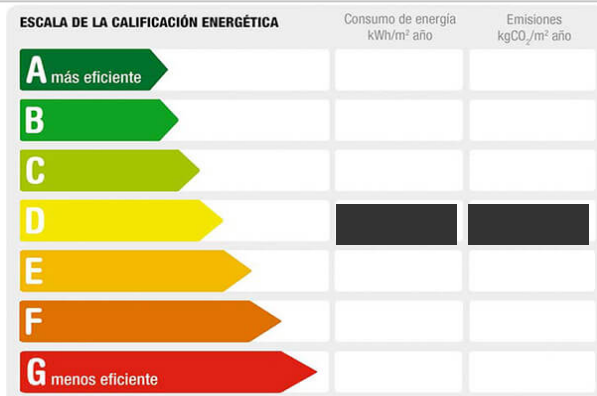 ESCALA DE LA CALIFICACIÓN ENERGÉTICA
Consumo de energía
kWh/m² año
Emisiones
kgCO₂/m² año
A más eficiente
B
C
D
E
F
G menos eficiente